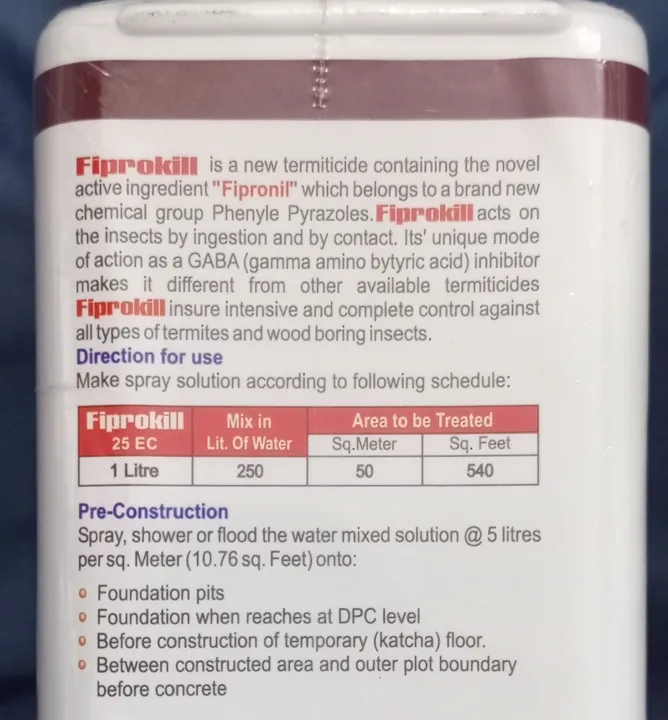 Fiprokill is a new termiticide containing the novel
active ingredient "Fipronil" which belongs to a brand new
chemical group Phenyle Pyrazoles. Fiprokill acts on
the insects by ingestion and by contact. Its' unique mode
of action as a GABA (gamma amino bytyric acid) inhibitor
makes it different from other available termiticides
Fiprokill insure intensive and complete control against
all types of termites and wood boring insects.
Direction for use
Make spray solution according to following schedule:
Fiprokill Mix in Area to be Treated
25 EC Lit. Of Water Sq.Meter Sq. Feet
1 Litre 250 50 540
Pre-Construction
Spray, shower or flood the water mixed solution @ 5 litres
per sq. Meter (10.76 sq. Feet) onto:
Foundation pits
Foundation when reaches at DPC level
Before construction of temporary (katcha) floor.
Between constructed area and outer plot boundary
before concrete